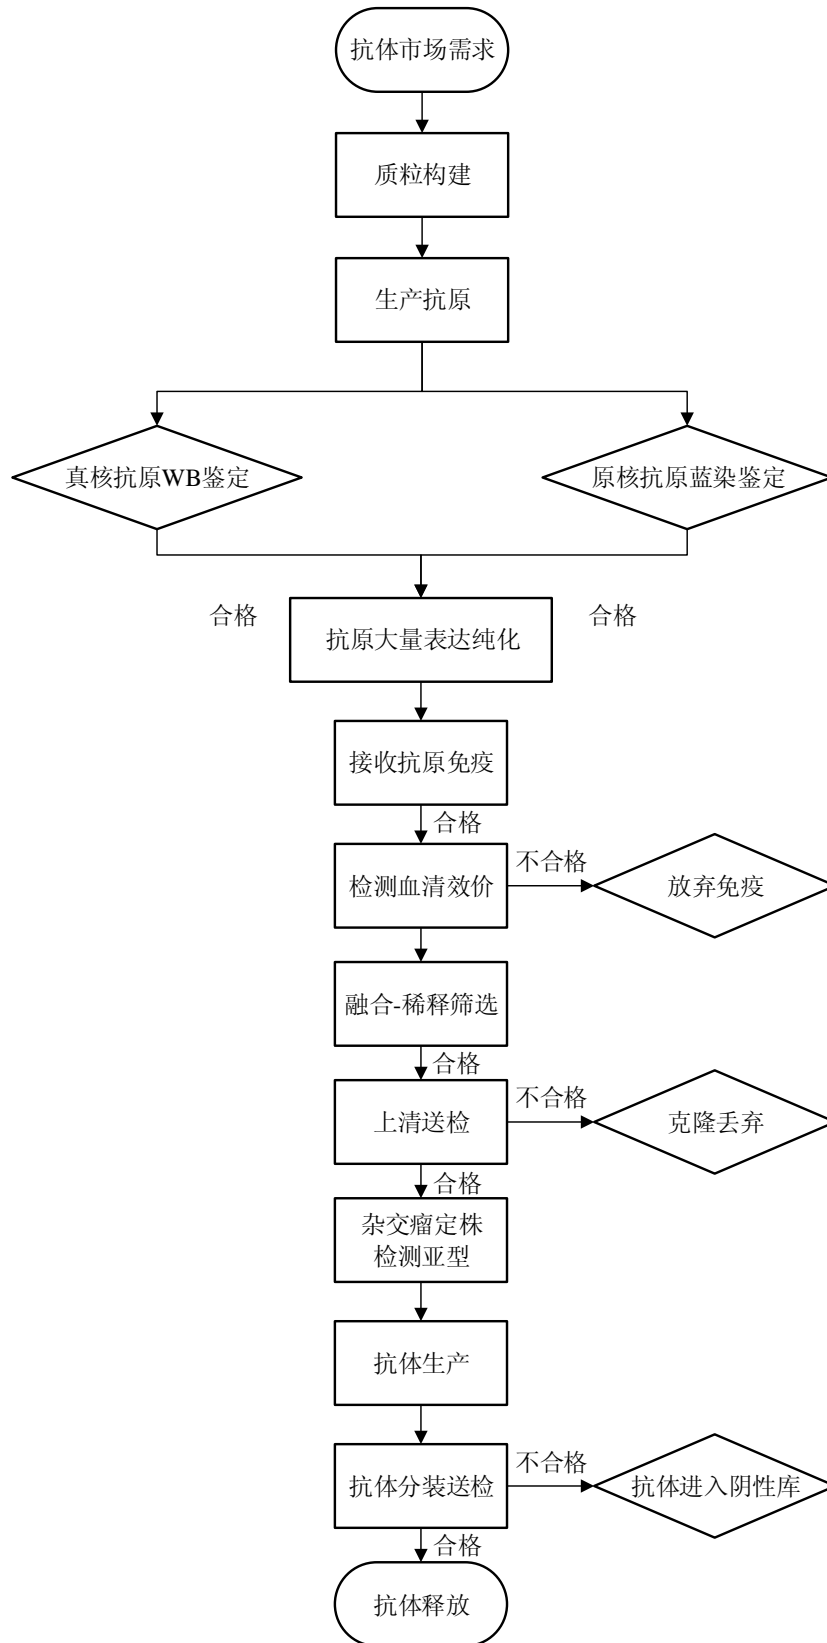 抗体市场需求
质粒构建
生产抗原
真核抗原WB鉴定
原核抗原蓝染鉴定
合格
合格
抗原大量表达纯化
接收抗原免疫
合格
检测血清效价
不合格
放弃免疫
融合-稀释筛选
合格
上清送检
不合格
克隆丢弃
合格
杂交瘤定株
检测亚型
抗体生产
抗体分装送检
不合格
抗体进入阴性库
合格
抗体释放